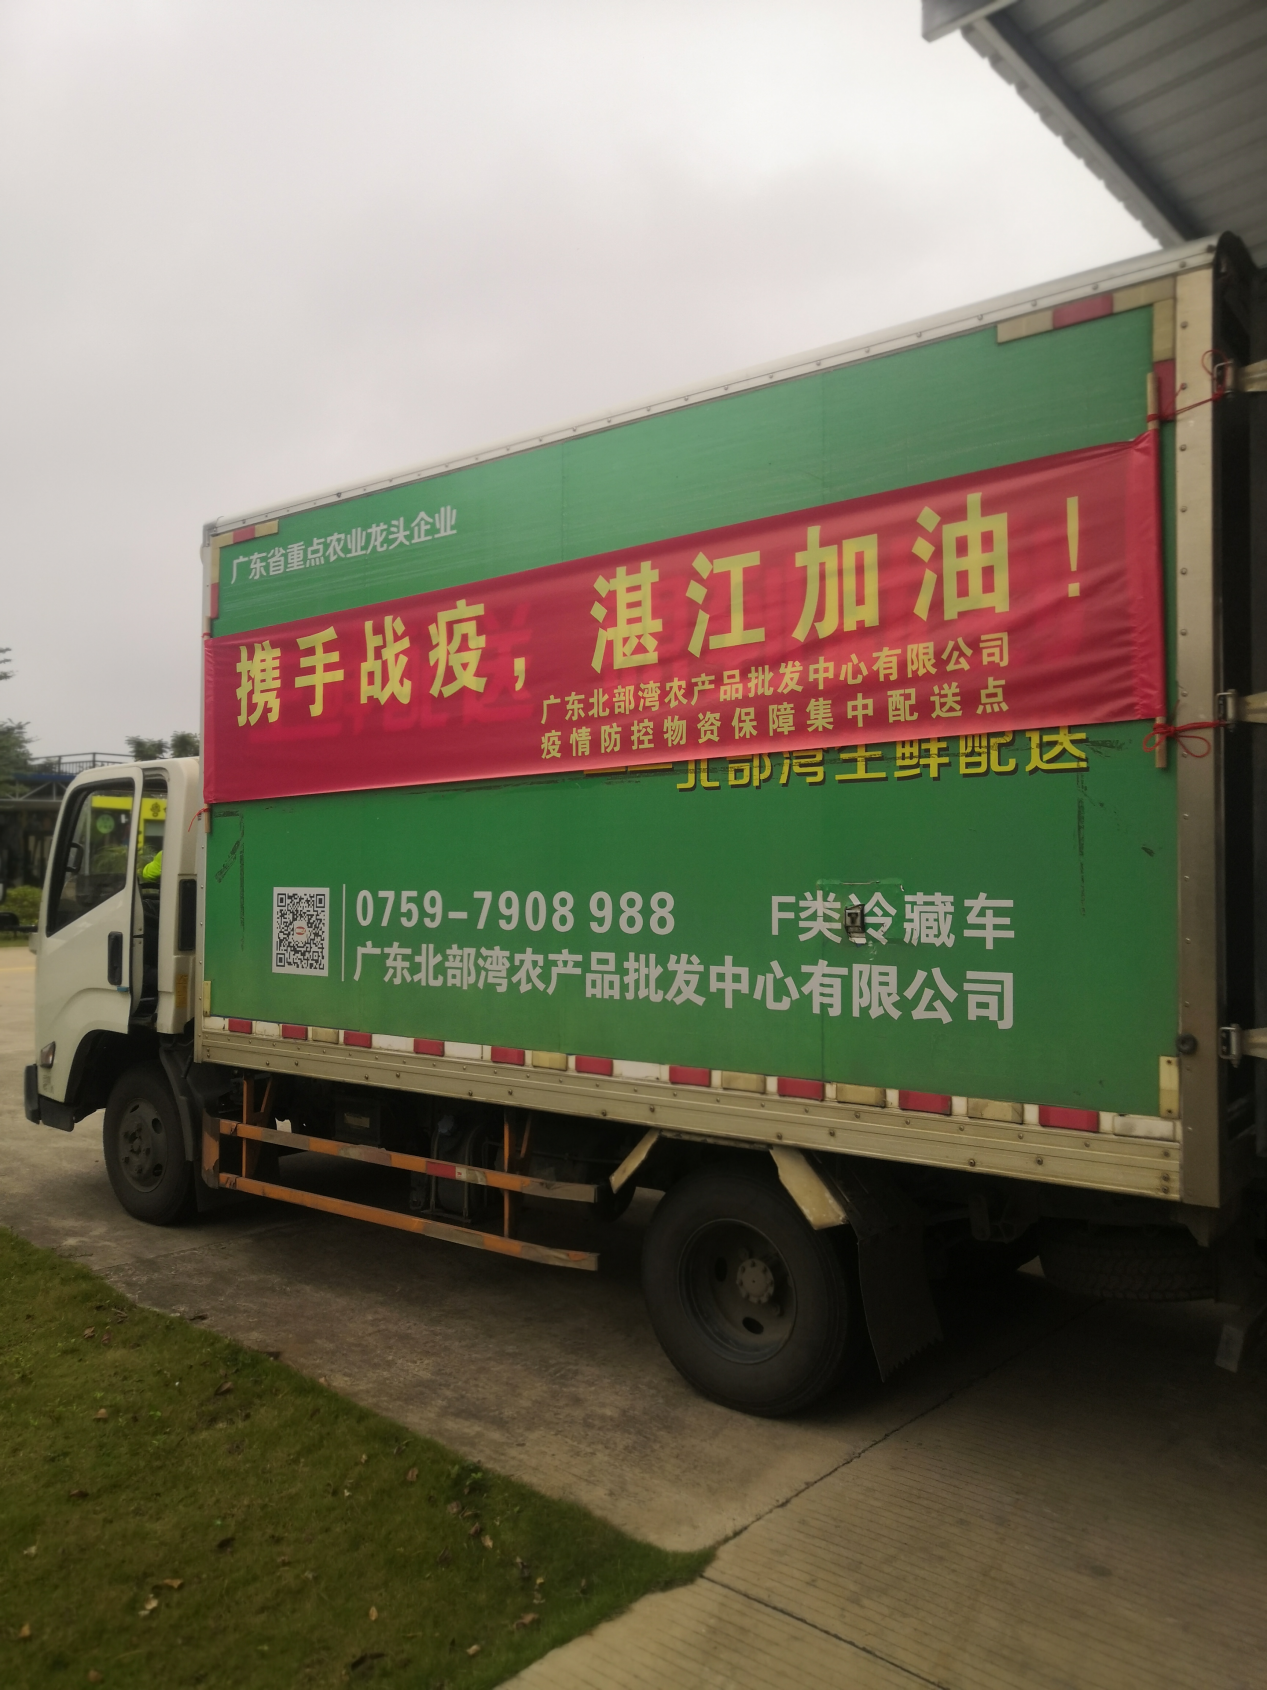 广东省重点农业龙头企业
携手战疫，湛江加油！
广东北部湾农产品批发中心有限公司
疫情防控物资保障集中配送点
北部湾生鲜配送
0759-7908 988
F类冷藏车
广东北部湾农产品批发中心有限公司